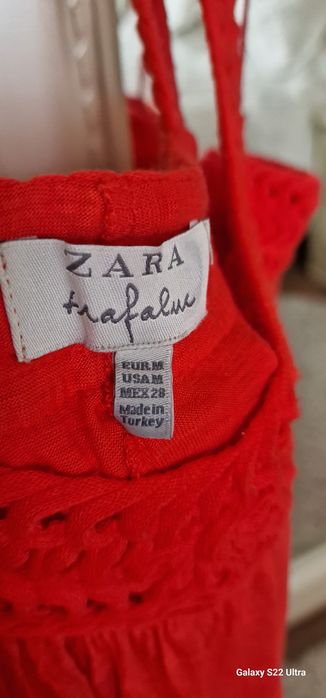 ZARA
trafaluc
EUR M
USA M
MEX 28
Made in
Turkey
Galaxy S22 Ultra